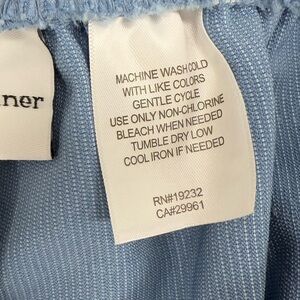 ner
MACHINE WASH COLD
WITH LIKE COLORS
GENTLE CYCLE
USE ONLY NON-CHLORINE
BLEACH WHEN NEEDED
TUMBLE DRY LOW
COOL IRON IF NEEDED
RN#19232
CA#29961